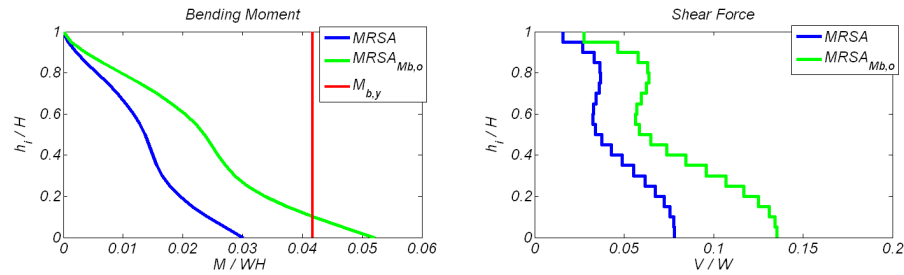 Bending Moment
1
0.8
0.6
0.4
0.2
0
0
0.01
0.02
0.03
0.04
0.05
0.06
h_i / H
M / WH
MRSA
MRSA_Mb,o
M_b,y
Shear Force
1
0.8
0.6
0.4
0.2
0
0
0.05
0.1
0.15
0.2
h_i / H
V / W
MRSA
MRSA_Mb,o